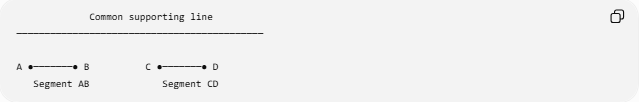 Common supporting line
A ●───────● B C ●───────● D
Segment AB Segment CD